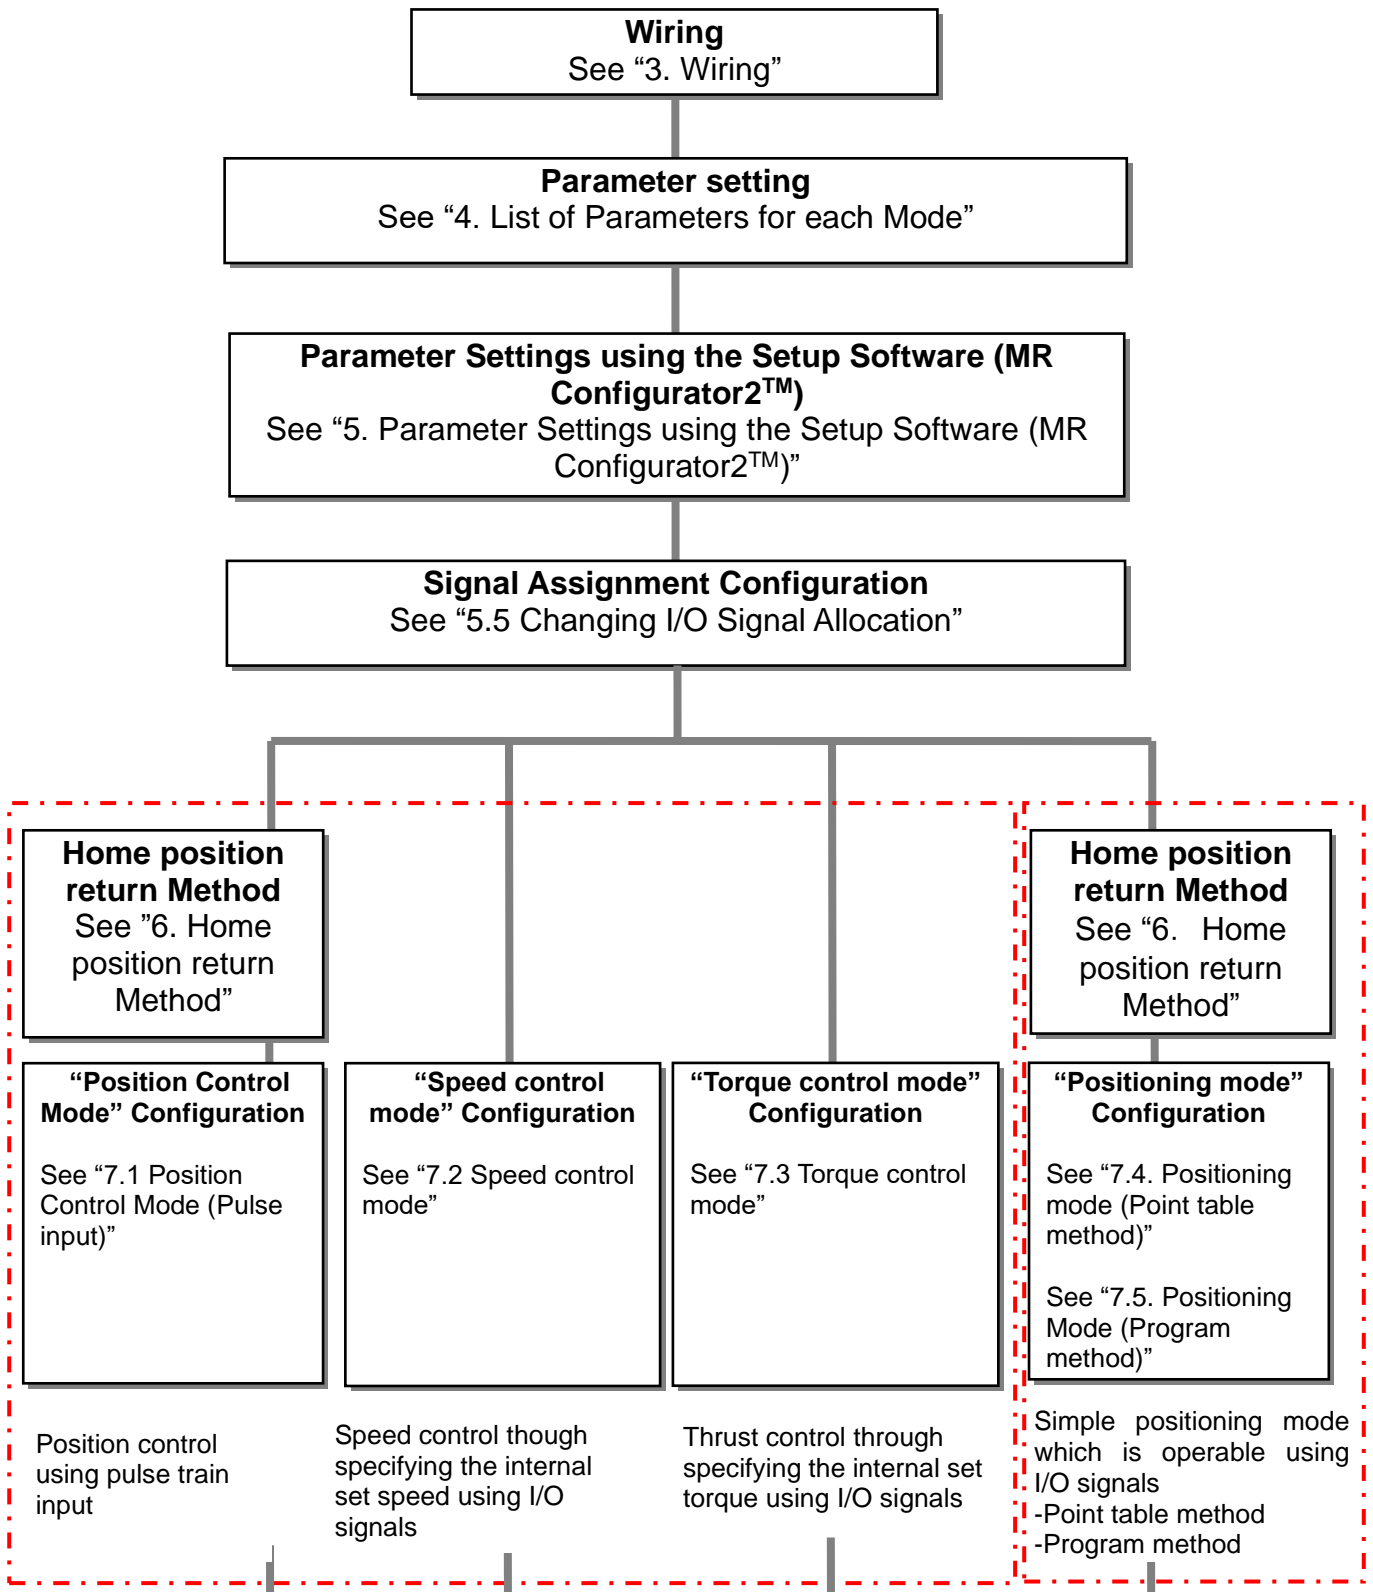 Wiring
See “3. Wiring”
Parameter setting
See “4. List of Parameters for each Mode”
Parameter Settings using the Setup Software (MR
Configurator2TM)
See “5. Parameter Settings using the Setup Software (MR
Configurator2TM)”
Signal Assignment Configuration
See “5.5 Changing I/O Signal Allocation”
Home position
return Method
See ”6. Home
position return
Method”
Home position
return Method
See “6. Home
position return
Method”
“Position Control
Mode” Configuration
See “7.1 Position
Control Mode (Pulse
input)”
“Speed control
mode” Configuration
See “7.2 Speed control
mode”
“Torque control mode”
Configuration
See “7.3 Torque control
mode”
“Positioning mode”
Configuration
See “7.4. Positioning
mode (Point table
method)”
See “7.5. Positioning
Mode (Program
method)”
Position control
using pulse train
input
Speed control though
specifying the internal
set speed using I/O
signals
Thrust control through
specifying the internal set
torque using I/O signals
Simple positioning mode
which is operable using
I/O signals
-Point table method
-Program method